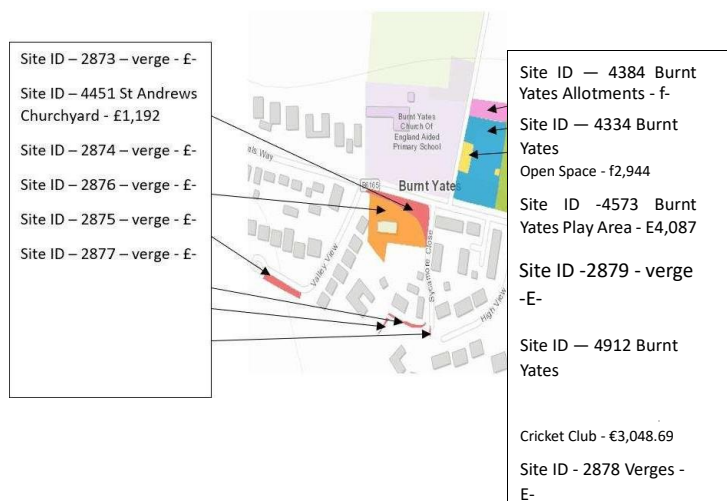 Site ID – 2873 – verge - £-
Site ID – 4451 St Andrews
Churchyard - £1,192
Site ID – 2874 – verge - £-
Site ID – 2876 – verge - £-
Site ID – 2875 – verge - £-
Site ID – 2877 – verge - £-
Burnt Yates
Church Of
England Aided
Primary School
els Way
B6165
Burnt Yates
Valley View
Sycamore Close
High View
Site ID — 4384 Burnt
Yates Allotments - f-
Site ID — 4334 Burnt
Yates
Open Space - f2,944
Site ID -4573 Burnt
Yates Play Area - E4,087
Site ID -2879 - verge
-E-
Site ID — 4912 Burnt
Yates
Cricket Club - €3,048.69
Site ID - 2878 Verges -
E-